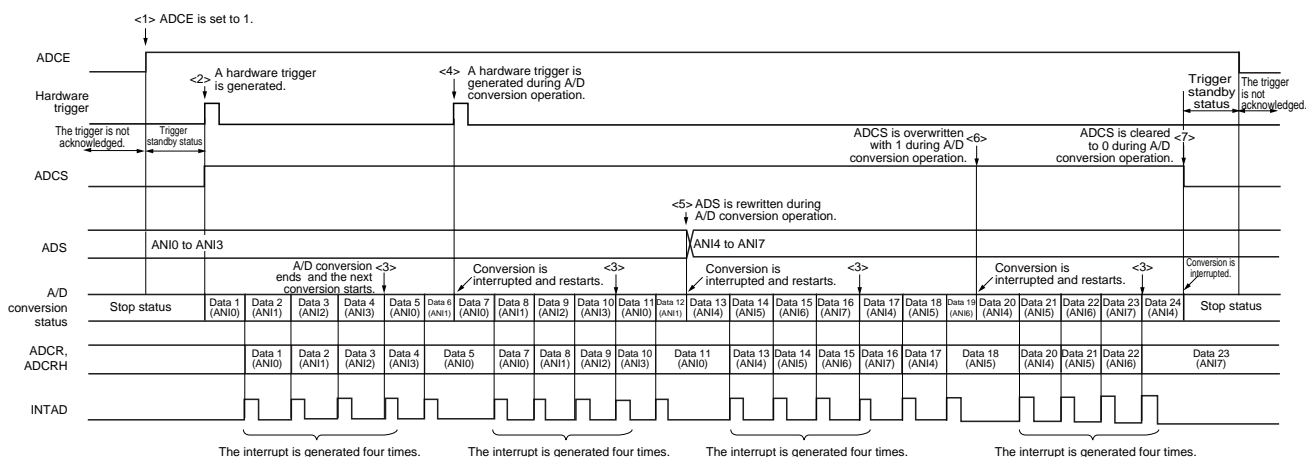 <1> ADCE is set to 1.
ADCE
<2> A hardware trigger
is generated.
<4> A hardware trigger is
generated during A/D
conversion operation.
Trigger
standby
status
The trigger
is not
acknowledged.
Hardware
trigger
The trigger is not
acknowledged.
Trigger
standby status
ADCS is overwritten
with 1 during A/D
conversion operation.
<6>
ADCS is cleared
to 0 during A/D
conversion operation.
<7>
ADCS
<5> ADS is rewritten during
A/D conversion operation.
ADS
ANI0 to ANI3
ANI4 to ANI7
A/D conversion
ends and the next
conversion starts.
<3>
Conversion is
interrupted and restarts.
<3>
Conversion is
interrupted and restarts.
<3>
Conversion is
interrupted and restarts.
<3>
Conversion is
interrupted.
A/D
conversion
status
Stop status
Data 1
(ANI0)
Data 2
(ANI1)
Data 3
(ANI2)
Data 4
(ANI3)
Data 5
(ANI0)
Data 6
(ANI1)
Data 7
(ANI0)
Data 8
(ANI1)
Data 9
(ANI2)
Data 10
(ANI3)
Data 11
(ANI0)
Data 12
(ANI1)
Data 13
(ANI4)
Data 14
(ANI5)
Data 15
(ANI6)
Data 16
(ANI7)
Data 17
(ANI4)
Data 18
(ANI5)
Data 19
(ANI6)
Data 20
(ANI4)
Data 21
(ANI5)
Data 22
(ANI6)
Data 23
(ANI7)
Data 24
(ANI4)
Stop status
ADCR,
ADCRH
Data 1
(ANI0)
Data 2
(ANI1)
Data 3
(ANI2)
Data 4
(ANI3)
Data 5
(ANI0)
Data 7
(ANI0)
Data 8
(ANI1)
Data 9
(ANI2)
Data 10
(ANI3)
Data 11
(ANI0)
Data 13
(ANI4)
Data 14
(ANI5)
Data 15
(ANI6)
Data 16
(ANI7)
Data 17
(ANI4)
Data 18
(ANI5)
Data 20
(ANI4)
Data 21
(ANI5)
Data 22
(ANI6)
Data 23
(ANI7)
INTAD
The interrupt is generated four times.
The interrupt is generated four times.
The interrupt is generated four times.
The interrupt is generated four times.